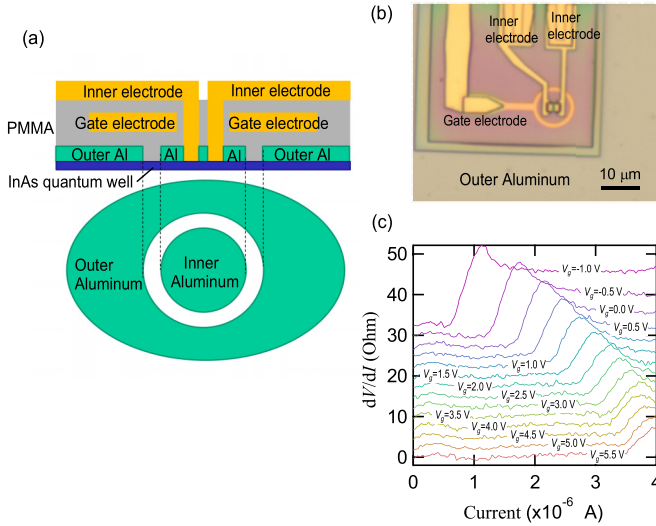 (a)
Inner electrode
Inner electrode
PMMA
Gate electrode
Gate electrode
Outer Al
Al
Al
Outer Al
InAs quantum well
Outer
Aluminum
Inner
Aluminum
(b)
Inner
electrode
Inner
electrode
Gate electrode
Outer Aluminum
10 μm
(c)
dV/dI (Ohm)
50
40
30
20
10
0
Vg=-1.0 V
Vg=-0.5 V
Vg=0.0 V
Vg=0.5 V
Vg=1.0 V
Vg=1.5 V
Vg=2.0 V
Vg=2.5 V
Vg=3.0 V
Vg=3.5 V
Vg=4.0 V
Vg=4.5 V
Vg=5.0 V
Vg=5.5 V
0
1
2
3
4
Current (x10⁻⁶ A)